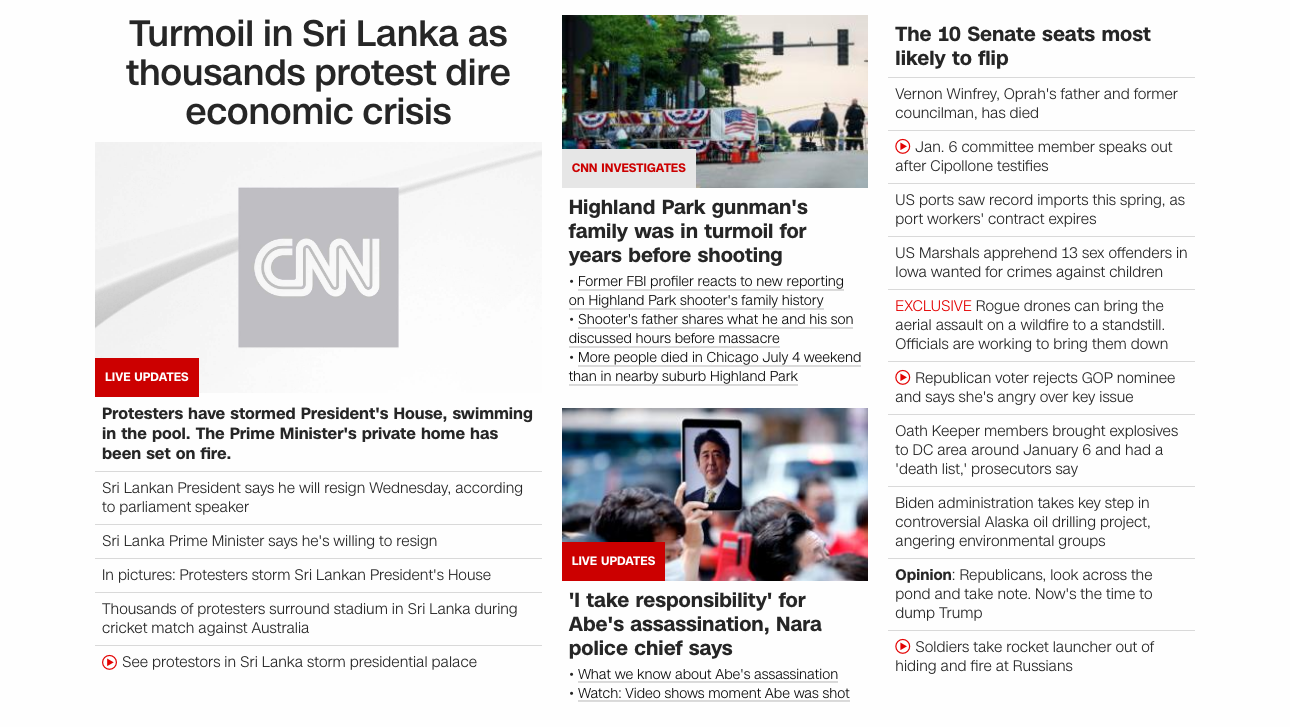 Turmoil in Sri Lanka as
thousands protest dire
economic crisis
CNN
LIVE UPDATES
Protesters have stormed President's House, swimming
in the pool. The Prime Minister's private home has
been set on fire.
Sri Lankan President says he will resign Wednesday, according
to parliament speaker
Sri Lanka Prime Minister says he's willing to resign
In pictures: Protesters storm Sri Lankan President's House
Thousands of protesters surround stadium in Sri Lanka during
cricket match against Australia
See protestors in Sri Lanka storm presidential palace
CNN INVESTIGATES
Highland Park gunman's
family was in turmoil for
years before shooting
• Former FBI profiler reacts to new reporting
on Highland Park shooter's family history
• Shooter's father shares what he and his son
discussed hours before massacre
• More people died in Chicago July 4 weekend
than in nearby suburb Highland Park
LIVE UPDATES
'I take responsibility' for
Abe's assassination, Nara
police chief says
• What we know about Abe's assassination
• Watch: Video shows moment Abe was shot
The 10 Senate seats most
likely to flip
Vernon Winfrey, Oprah's father and former
councilman, has died
Jan. 6 committee member speaks out
after Cipollone testifies
US ports saw record imports this spring, as
port workers' contract expires
US Marshals apprehend 13 sex offenders in
Iowa wanted for crimes against children
EXCLUSIVE Rogue drones can bring the
aerial assault on a wildfire to a standstill.
Officials are working to bring them down
Republican voter rejects GOP nominee
and says she's angry over key issue
Oath Keeper members brought explosives
to DC area around January 6 and had a
'death list,' prosecutors say
Biden administration takes key step in
controversial Alaska oil drilling project,
angering environmental groups
Opinion: Republicans, look across the
pond and take note. Now's the time to
dump Trump
Soldiers take rocket launcher out of
hiding and fire at Russians